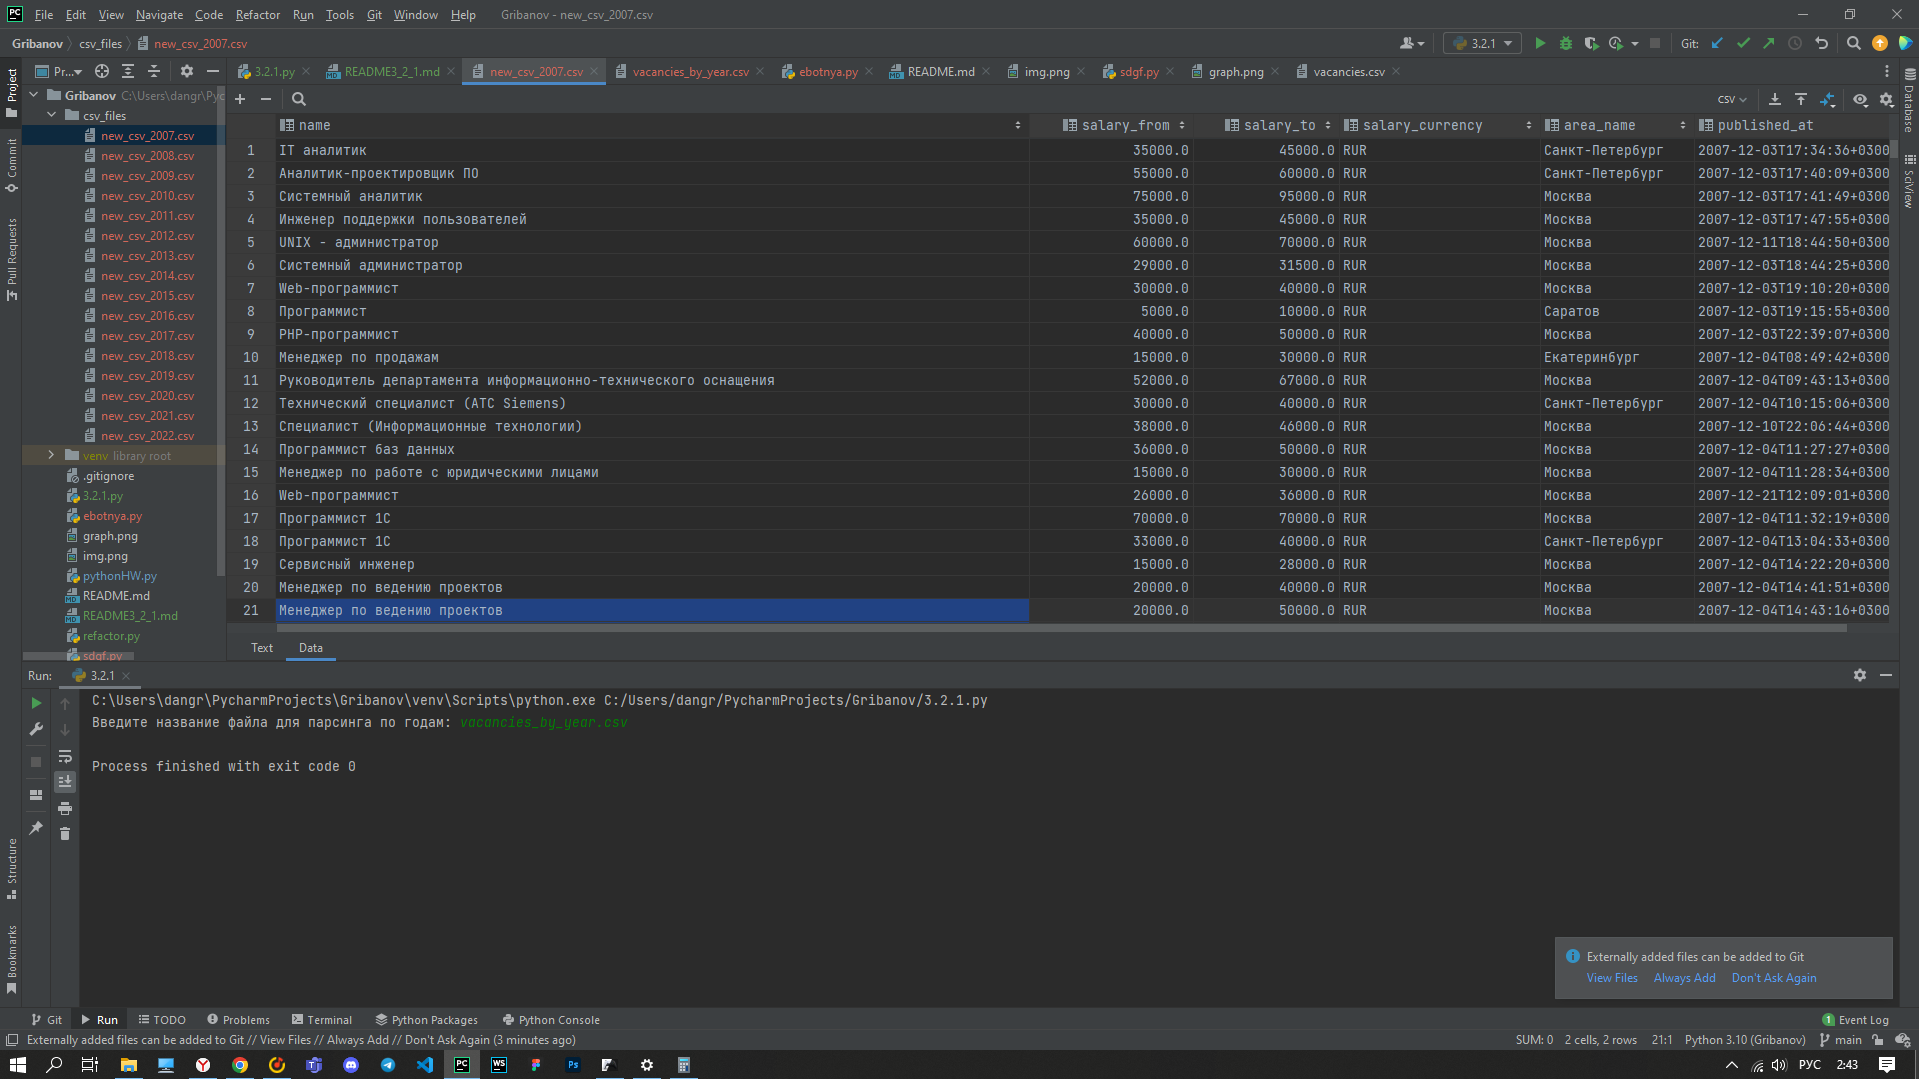 PC File Edit View Navigate Code Refactor Run Tools Git Window Help Gribanov - new_csv_2007.csv
Gribanov csv_files new_csv_2007.csv 3.2.1 Git:
Project Pr... 3.2.1.py README3_2_1.md new_csv_2007.csv vacancies_by_year.csv ebotnya.py README.md img.png sdgf.py graph.png vacancies.csv
Gribanov C:\Users\dangr\Pyc
CSV
csv_files
new_csv_2007.csv
new_csv_2008.csv
new_csv_2009.csv
new_csv_2010.csv
new_csv_2011.csv
new_csv_2012.csv
new_csv_2013.csv
new_csv_2014.csv
new_csv_2015.csv
new_csv_2016.csv
new_csv_2017.csv
new_csv_2018.csv
new_csv_2019.csv
new_csv_2020.csv
new_csv_2021.csv
new_csv_2022.csv
venv library root
.gitignore
3.2.1.py
ebotnya.py
graph.png
img.png
pythonHW.py
README.md
README3_2_1.md
refactor.py
sdgf.py
Commit
Pull Requests
Structure
Bookmarks
Database
SciView
name salary_from salary_to salary_currency area_name published_at
1 IT аналитик 35000.0 45000.0 RUR Санкт-Петербург 2007-12-03T17:34:36+0300
2 Аналитик-проектировщик ПО 55000.0 60000.0 RUR Санкт-Петербург 2007-12-03T17:40:09+0300
3 Системный аналитик 75000.0 95000.0 RUR Москва 2007-12-03T17:41:49+0300
4 Инженер поддержки пользователей 35000.0 45000.0 RUR Москва 2007-12-03T17:47:55+0300
5 UNIX - администратор 60000.0 70000.0 RUR Москва 2007-12-11T18:44:50+0300
6 Системный администратор 29000.0 31500.0 RUR Москва 2007-12-03T18:44:25+0300
7 Web-программист 30000.0 40000.0 RUR Москва 2007-12-03T19:10:20+0300
8 Программист 5000.0 10000.0 RUR Саратов 2007-12-03T19:15:55+0300
9 PHP-программист 40000.0 50000.0 RUR Москва 2007-12-03T22:39:07+0300
10 Менеджер по продажам 15000.0 30000.0 RUR Екатеринбург 2007-12-04T08:49:42+0300
11 Руководитель департамента информационно-технического оснащения 52000.0 67000.0 RUR Москва 2007-12-04T09:43:13+0300
12 Технический специалист (АТС Siemens) 30000.0 40000.0 RUR Санкт-Петербург 2007-12-04T10:15:06+0300
13 Специалист (Информационные технологии) 38000.0 46000.0 RUR Москва 2007-12-10T22:06:44+0300
14 Программист баз данных 36000.0 50000.0 RUR Москва 2007-12-04T11:27:27+0300
15 Менеджер по работе с юридическими лицами 15000.0 30000.0 RUR Москва 2007-12-04T11:28:34+0300
16 Web-программист 26000.0 36000.0 RUR Москва 2007-12-21T12:09:01+0300
17 Программист 1С 70000.0 70000.0 RUR Москва 2007-12-04T11:32:19+0300
18 Программист 1С 33000.0 40000.0 RUR Санкт-Петербург 2007-12-04T13:04:33+0300
19 Сервисный инженер 15000.0 28000.0 RUR Москва 2007-12-04T14:22:20+0300
20 Менеджер по ведению проектов 20000.0 40000.0 RUR Москва 2007-12-04T14:41:51+0300
21 Менеджер по ведению проектов 20000.0 50000.0 RUR Москва 2007-12-04T14:43:16+0300
Text Data
Run: 3.2.1
C:\Users\dangr\PycharmProjects\Gribanov\venv\Scripts\python.exe C:/Users/dangr/PycharmProjects/Gribanov/3.2.1.py
Введите название файла для парсинга по годам: vacancies_by_year.csv
Process finished with exit code 0
Externally added files can be added to Git
View Files Always Add Don't Ask Again
Git Run TODO Problems Terminal Python Packages Python Console 1 Event Log
Externally added files can be added to Git // View Files // Always Add // Don't Ask Again (3 minutes ago) SUM: 0 2 cells, 2 rows 21:1 Python 3.10 (Gribanov) main
PC WS Ps РУС 2:43